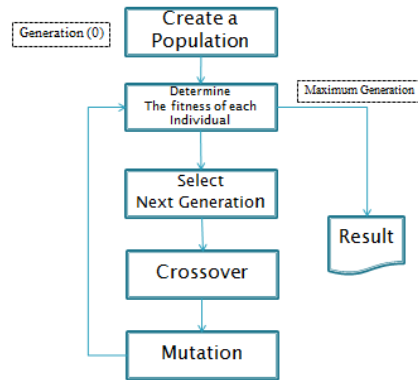 Generation (0)
Create a
Population
Determine
The fitness of each
Individual
Maximum Generation
Select
Next Generation
Result
Crossover
Mutation